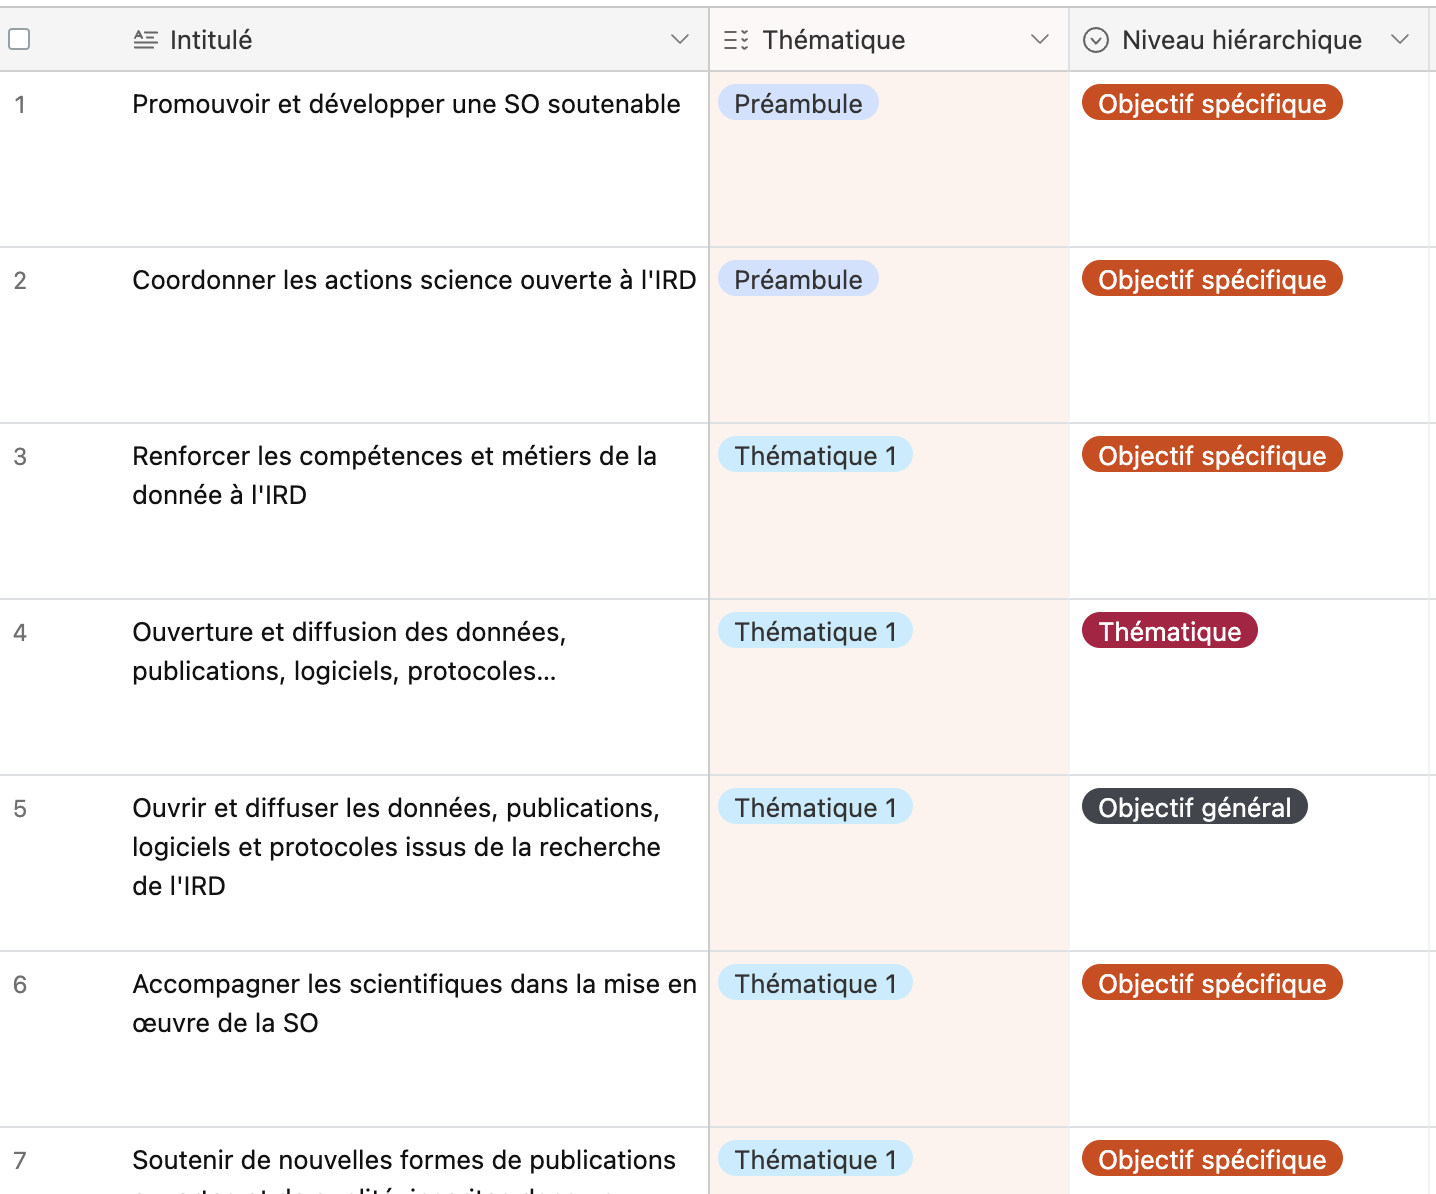 Intitulé
Thématique
Niveau hiérarchique
1
Promouvoir et développer une SO soutenable
Préambule
Objectif spécifique
2
Coordonner les actions science ouverte à l'IRD
Préambule
Objectif spécifique
3
Renforcer les compétences et métiers de la
donnée à l'IRD
Thématique 1
Objectif spécifique
4
Ouverture et diffusion des données,
publications, logiciels, protocoles...
Thématique 1
Thématique
5
Ouvrir et diffuser les données, publications,
logiciels et protocoles issus de la recherche
de l'IRD
Thématique 1
Objectif général
6
Accompagner les scientifiques dans la mise en
œuvre de la SO
Thématique 1
Objectif spécifique
7
Soutenir de nouvelles formes de publications
Thématique 1
Objectif spécifique